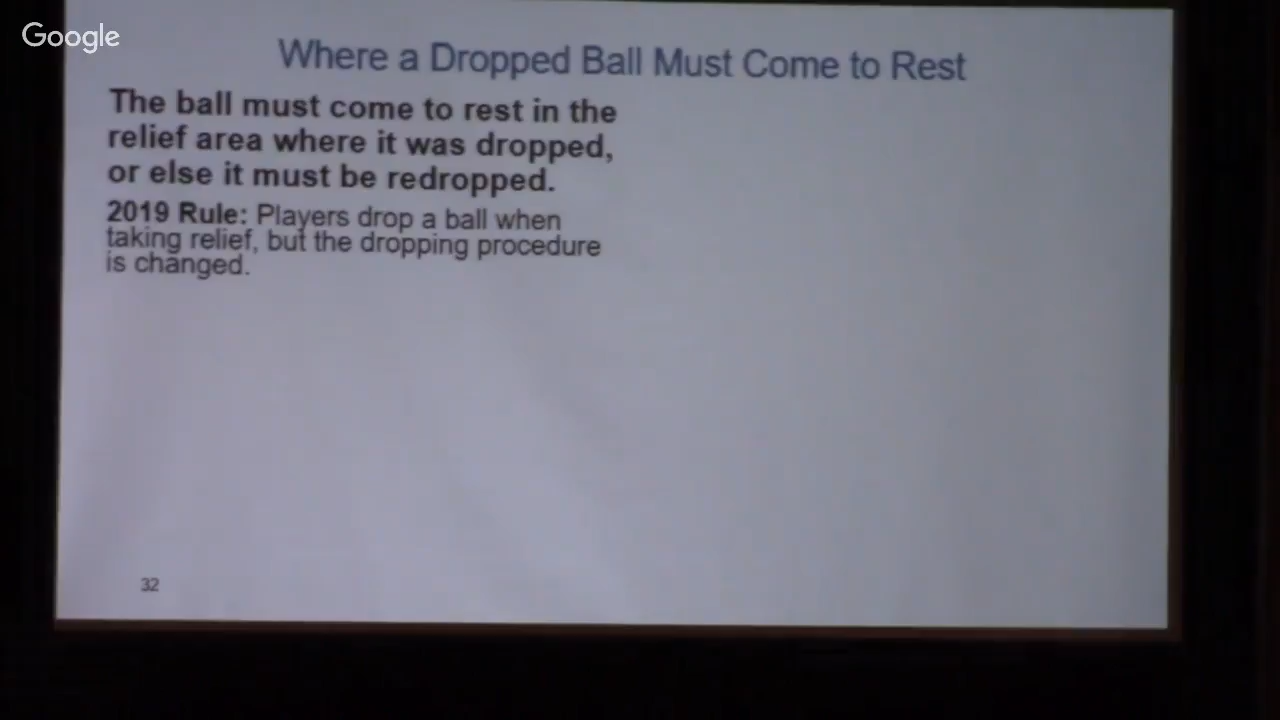 Google
Where a Dropped Ball Must Come to Rest
The ball must come to rest in the
relief area where it was dropped,
or else it must be redropped.
2019 Rule: Players drop a ball when
taking relief, but the dropping procedure
is changed.
32